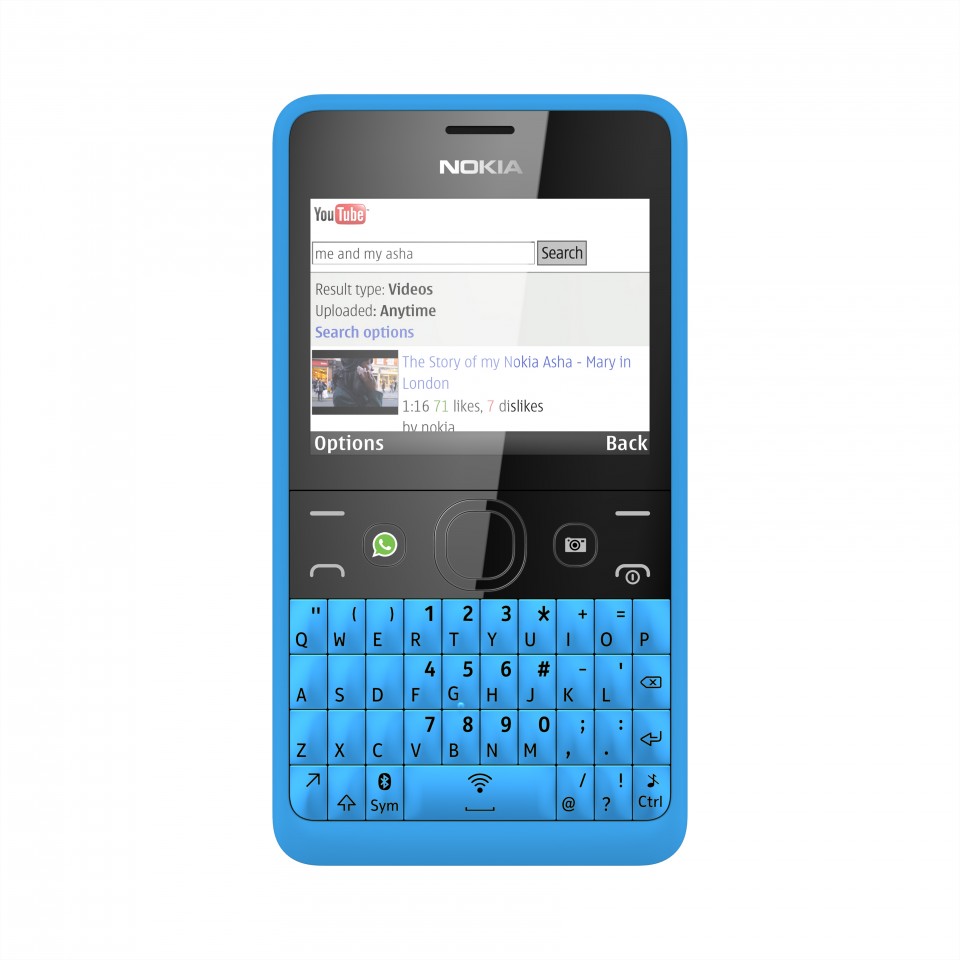 NOKIA
YouTube™
me and my asha Search
Result type: Videos
Uploaded: Anytime
Search options
The Story of my Nokia Asha - Mary in
London
1:16 71 likes, 7 dislikes
by nokia
Options Back
" ( ) 1 2 3 * + =
Q W E R T Y U I O P
4 5 6 # - '
A S D F G H J K L
7 8 9 0 ; :
Z X C V B N M , .
/ !
Sym @ ? Ctrl